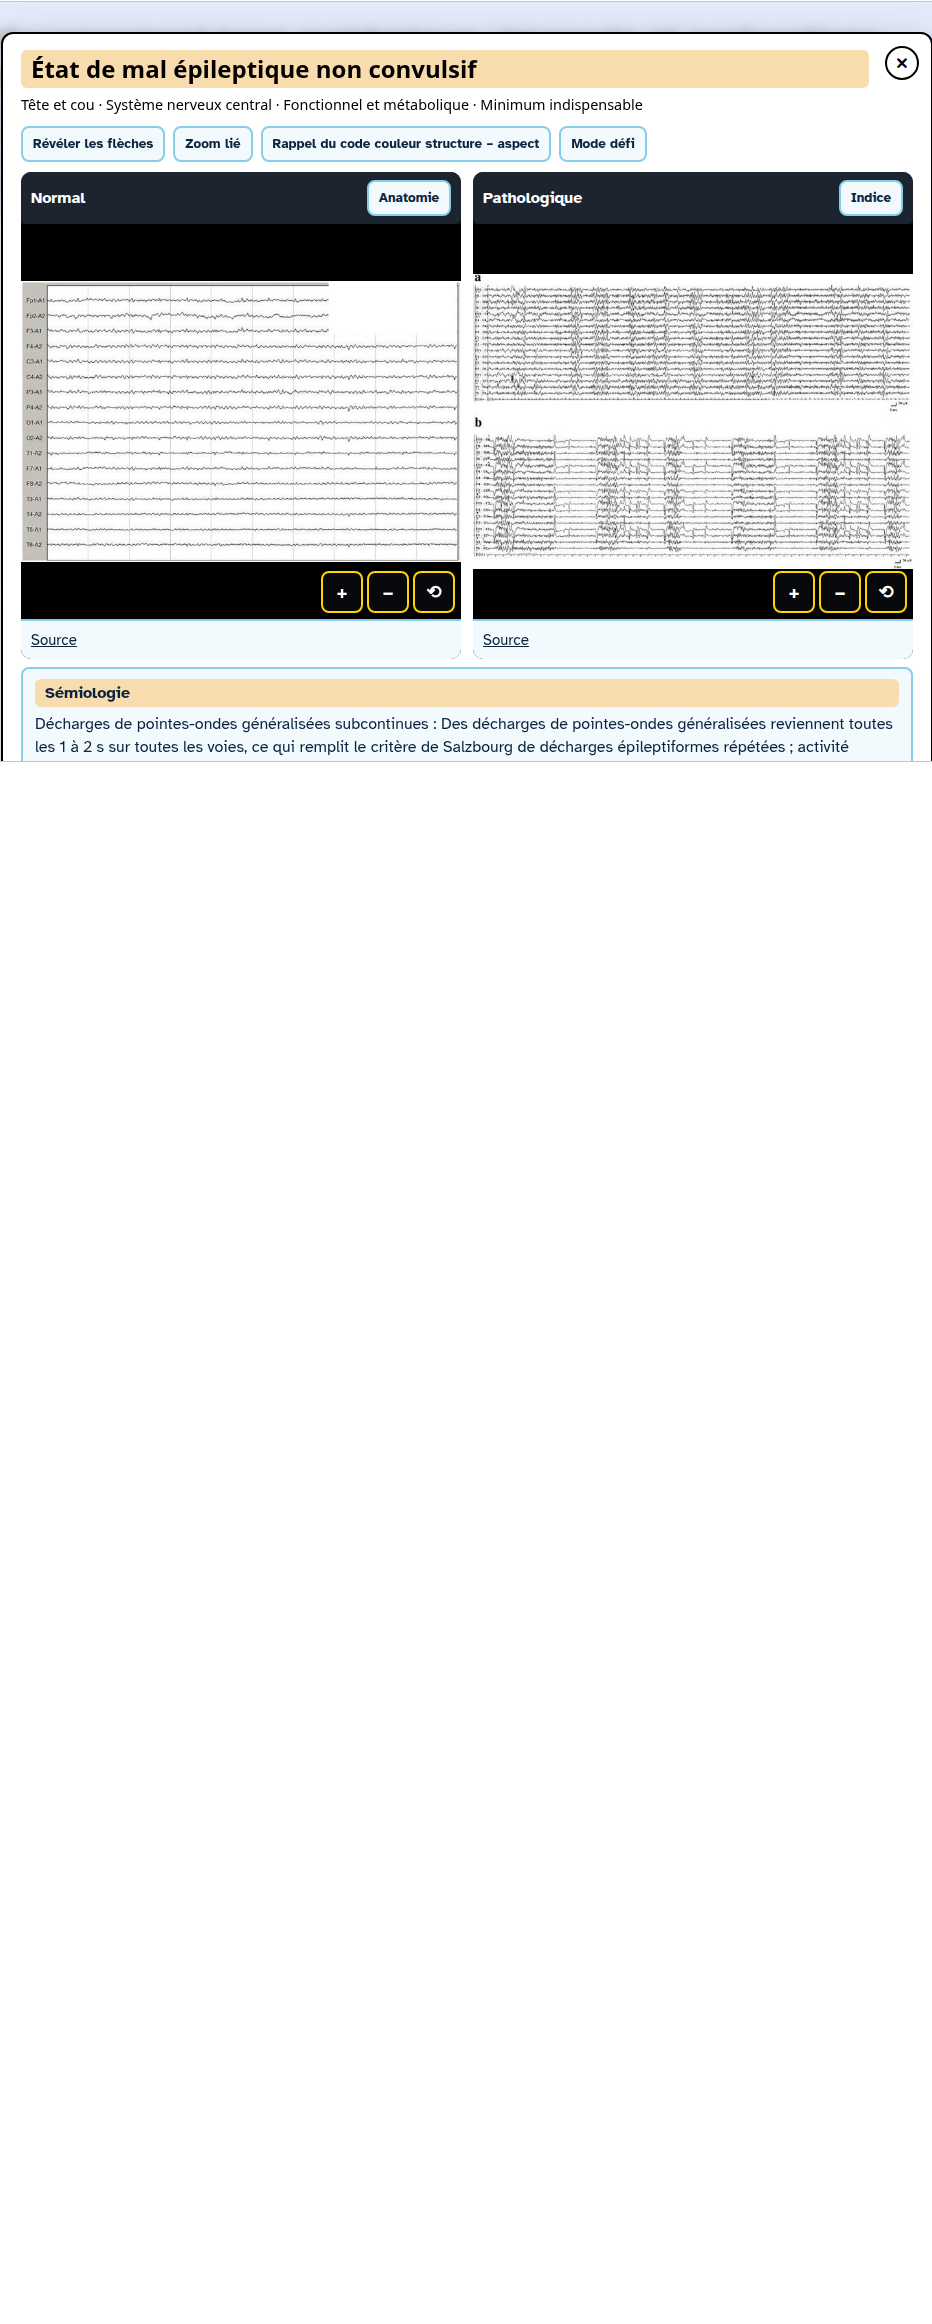 État de mal épileptique non convulsif
×
Tête et cou · Système nerveux central · Fonctionnel et métabolique · Minimum indispensable
Révéler les flèches
Zoom lié
Rappel du code couleur structure – aspect
Mode défi
Normal
Anatomie
Fp1-A1
Fp2-A2
F3-A1
F4-A2
C3-A1
C4-A2
P3-A1
P4-A2
O1-A1
O2-A2
T1-A2
F7-A1
F8-A2
T3-A1
T4-A2
T5-A1
T6-A2
+ − ⟲
Source
Pathologique
Indice
a
b
+ − ⟲
Source
Sémiologie
Décharges de pointes-ondes généralisées subcontinues : Des décharges de pointes-ondes généralisées reviennent toutes
les 1 à 2 s sur toutes les voies, ce qui remplit le critère de Salzbourg de décharges épileptiformes répétées ; activité